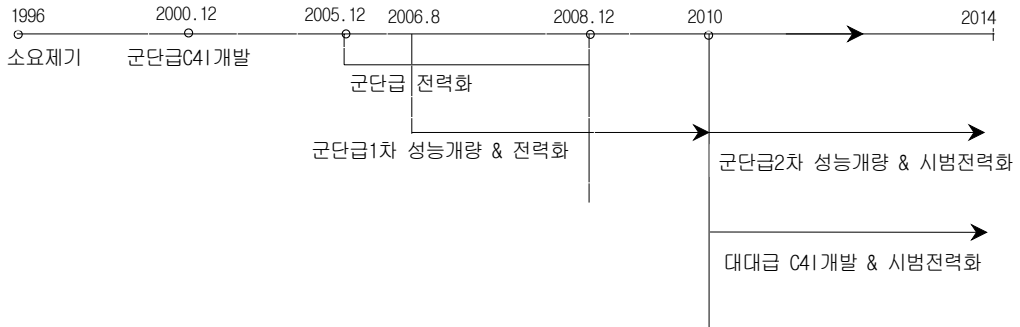 1996 2000.12 2005.12 2006.8 2008.12 2010 2014
소요제기 군단급C4I개발
군단급 전력화
군단급1차 성능개량 & 전력화
군단급2차 성능개량 & 시범전력화
대대급 C4I개발 & 시범전력화